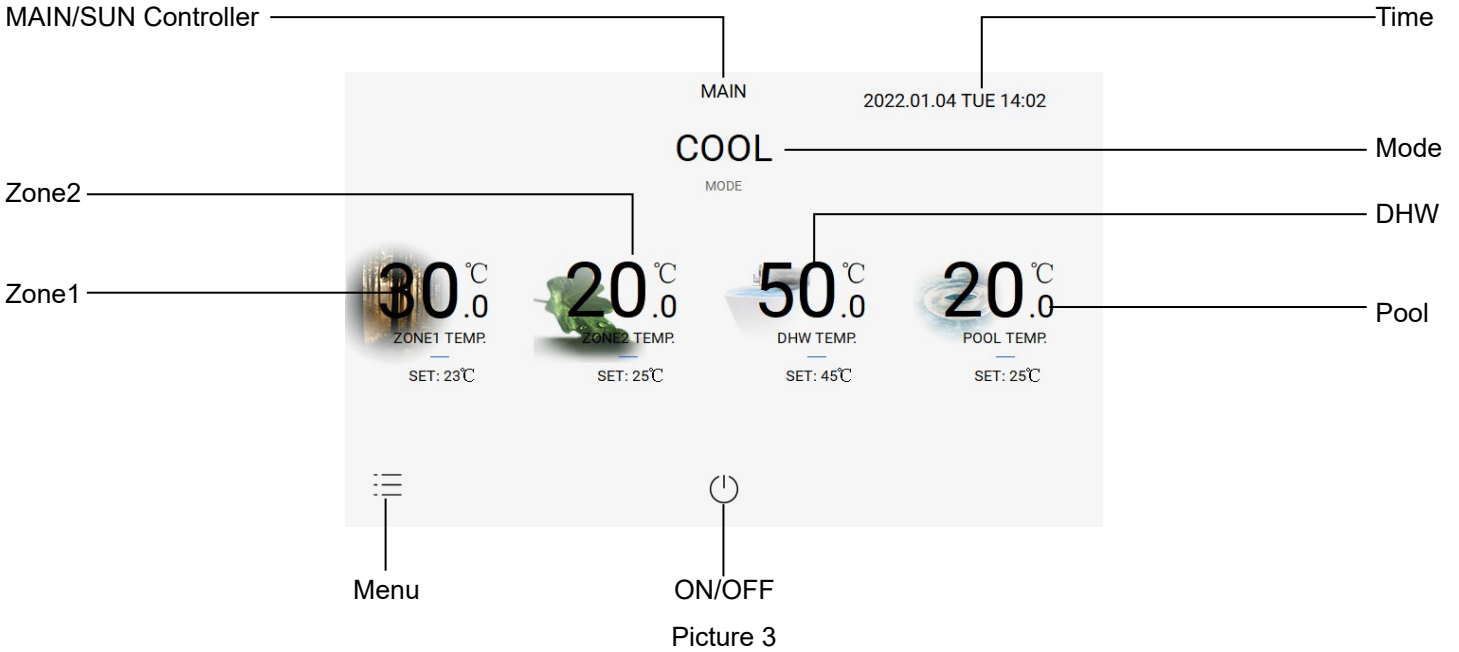 MAIN/SUN Controller
Time
MAIN
2022.01.04 TUE 14:02
COOL
Mode
MODE
Zone2
DHW
30.0℃
20.0℃
50.0℃
20.0℃
Zone1
Pool
ZONE1 TEMP.
ZONE2 TEMP.
DHW TEMP.
POOL TEMP.
SET: 23℃
SET: 25℃
SET: 45℃
SET: 25℃
Menu
ON/OFF
Picture 3